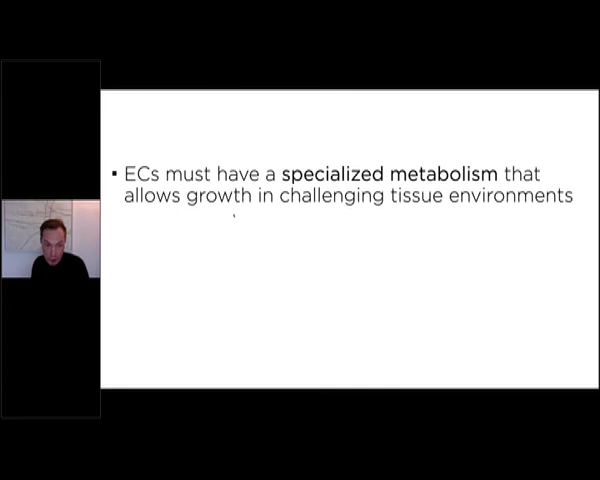 ▪ ECs must have a specialized metabolism that
allows growth in challenging tissue environments